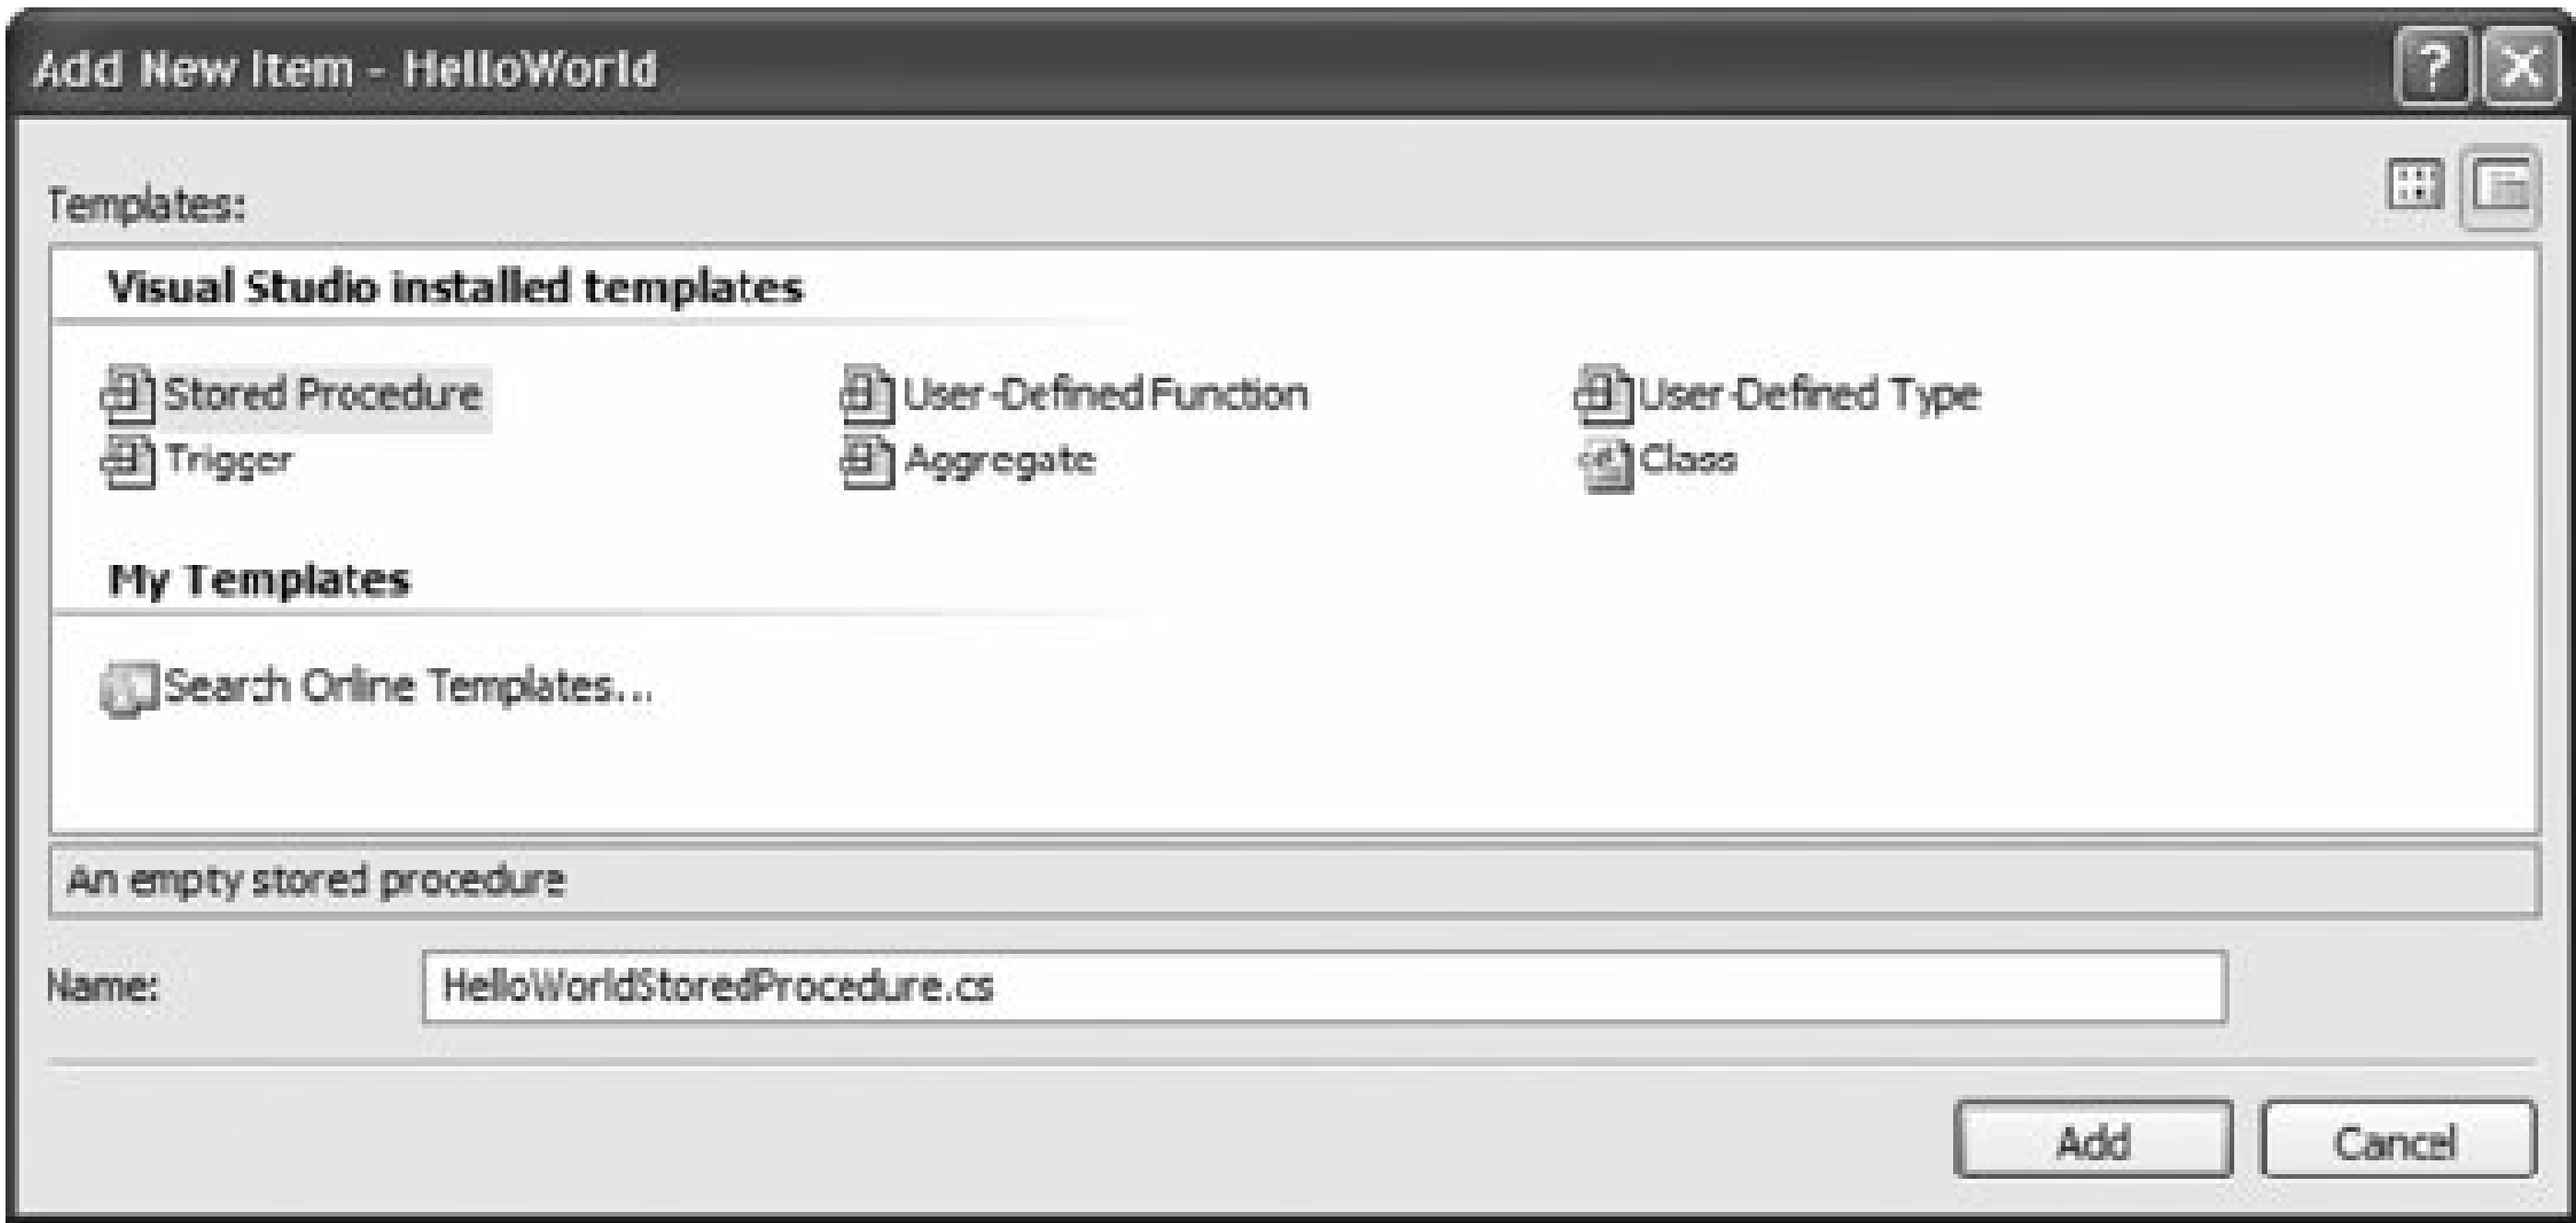 Add New Item - HelloWorld
Templates:
Visual Studio installed templates
Stored Procedure
User-Defined Function
User-Defined Type
Trigger
Aggregate
Class
My Templates
Search Online Templates...
An empty stored procedure
Name:
HelloWorldStoredProcedure.cs
Add
Cancel